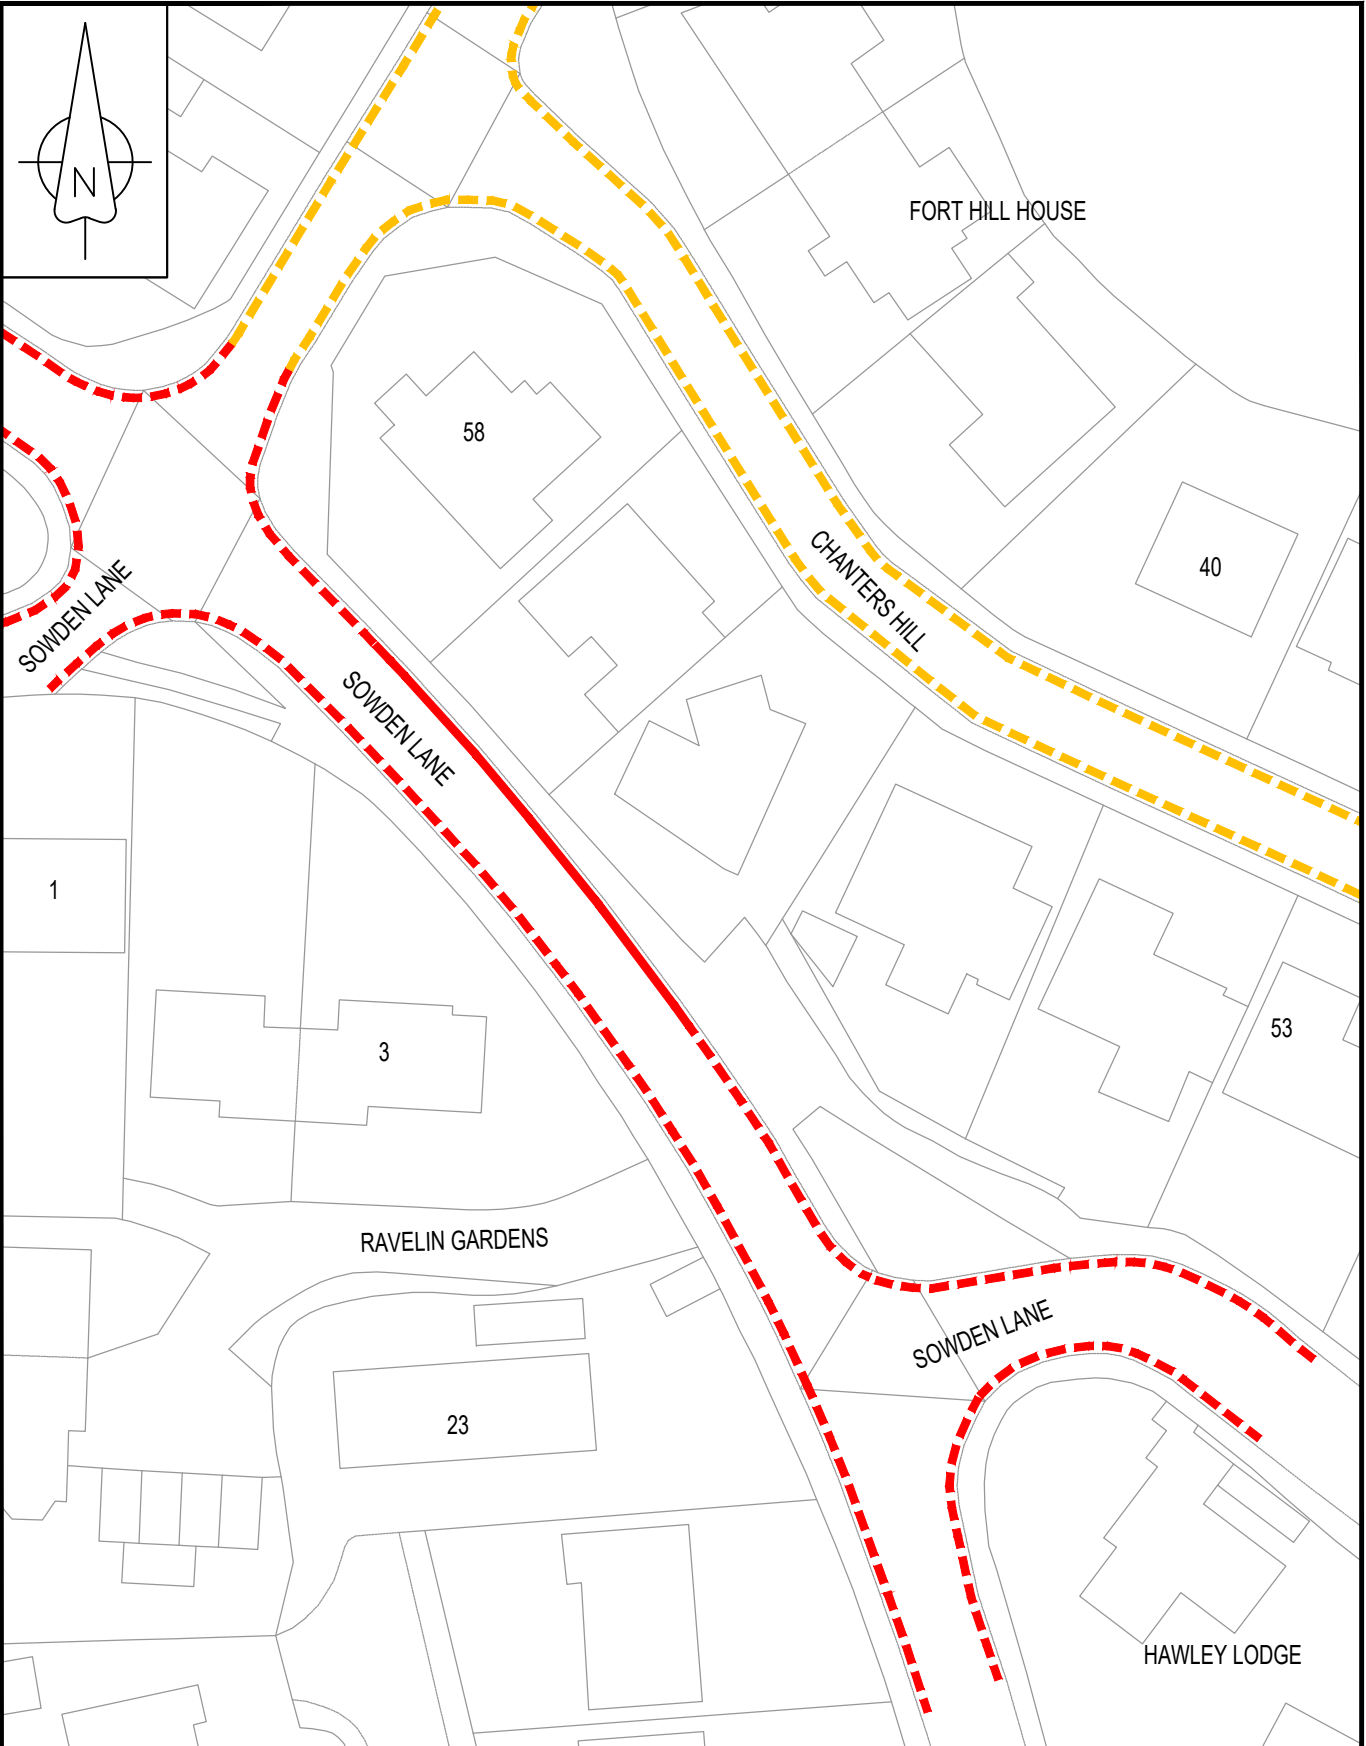 N
FORT HILL HOUSE
58
CHANTERS HILL
40
SOWDEN LANE
SOWDEN LANE
1
3
53
RAVELIN GARDENS
SOWDEN LANE
23
HAWLEY LODGE